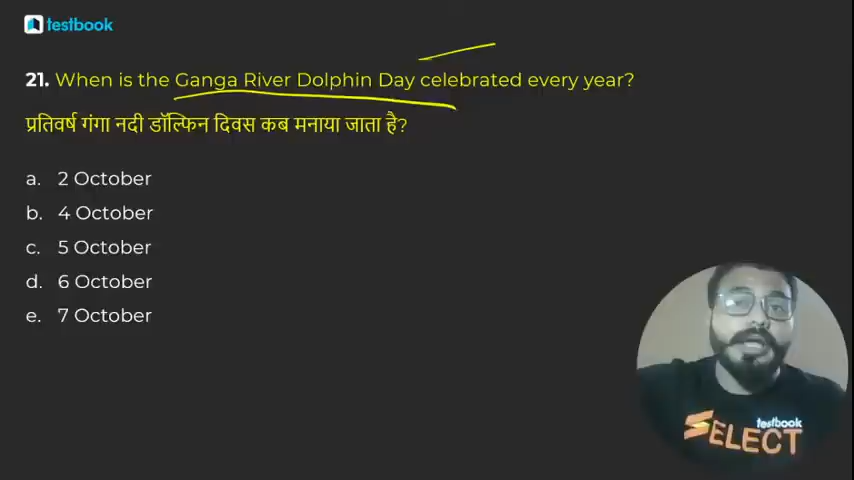 testbook
21. When is the Ganga River Dolphin Day celebrated every year?
प्रतिवर्ष गंगा नदी डॉल्फिन दिवस कब मनाया जाता है?
a. 2 October
b. 4 October
c. 5 October
d. 6 October
e. 7 October
testbook
SELECT